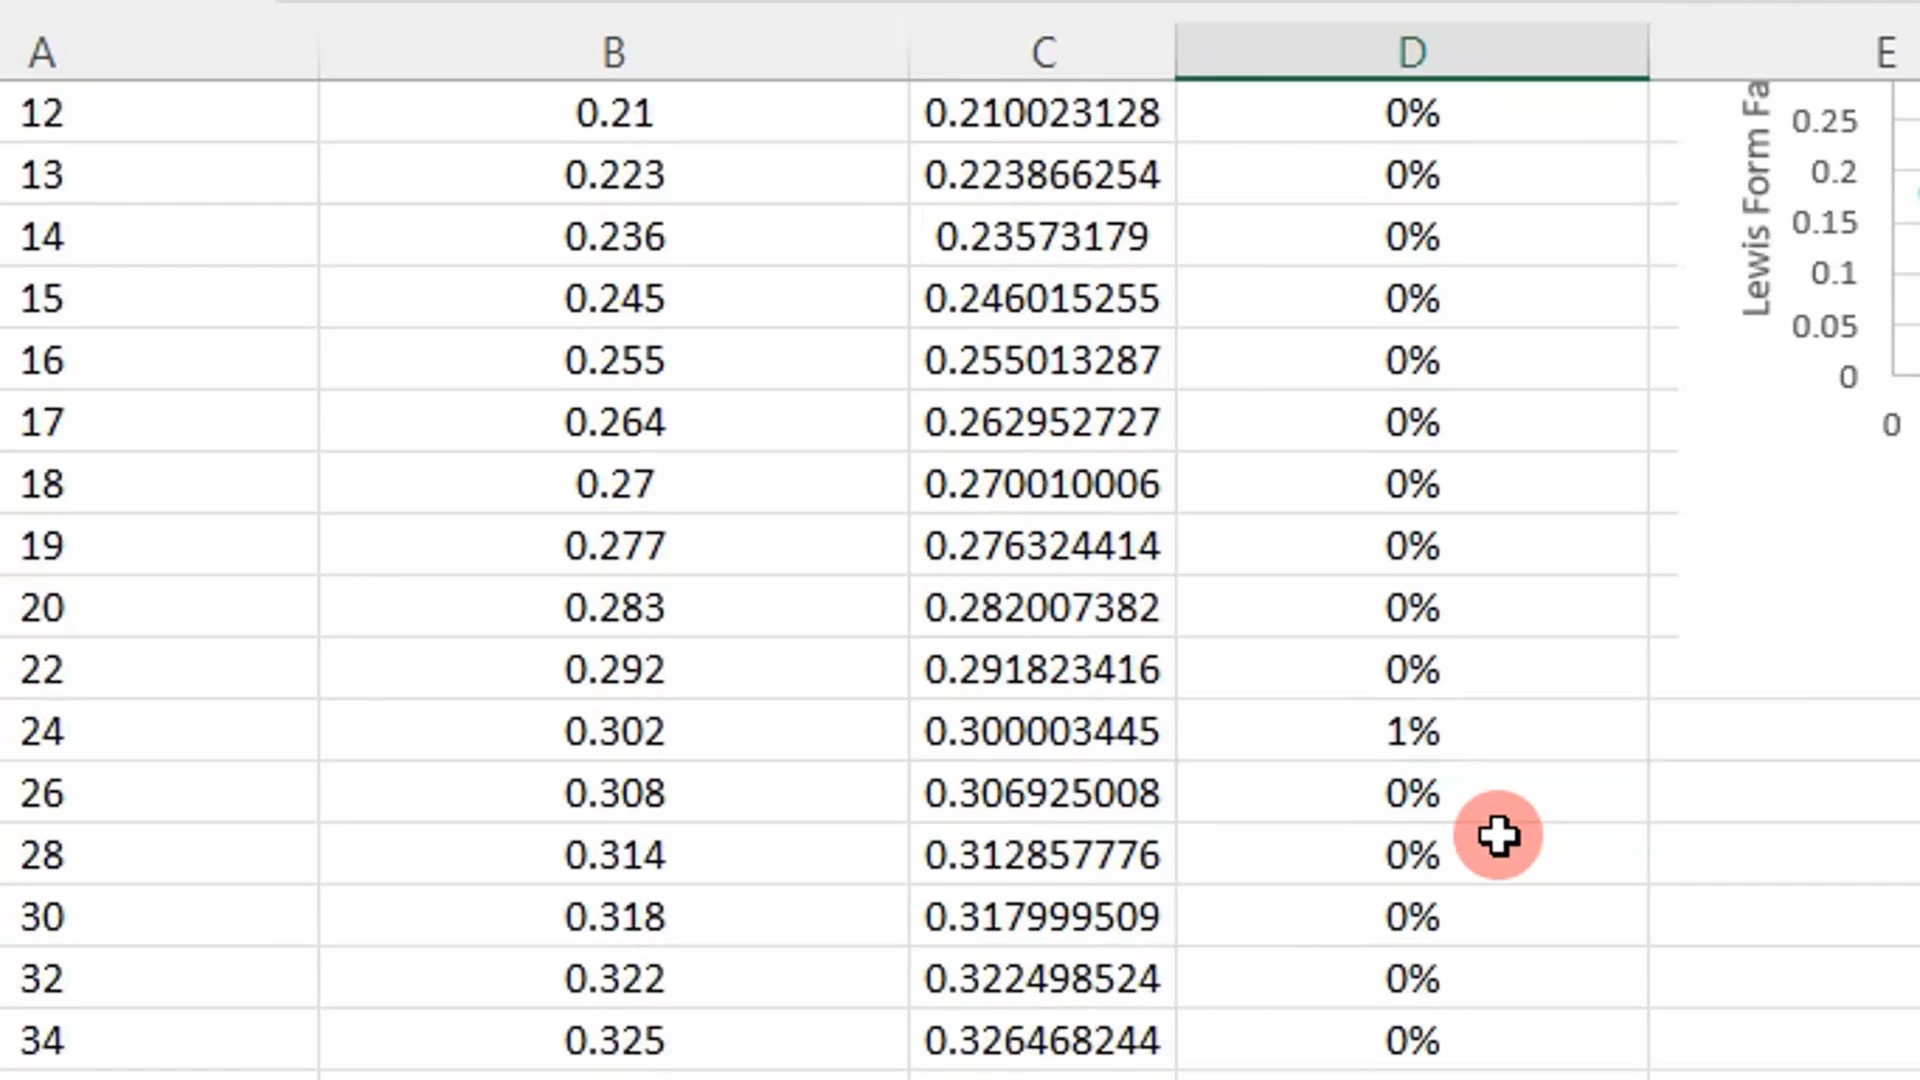 A B C D E
12 0.21 0.210023128 0%
13 0.223 0.223866254 0%
14 0.236 0.23573179 0%
15 0.245 0.246015255 0%
16 0.255 0.255013287 0%
17 0.264 0.262952727 0%
18 0.27 0.270010006 0%
19 0.277 0.276324414 0%
20 0.283 0.282007382 0%
22 0.292 0.291823416 0%
24 0.302 0.300003445 1%
26 0.308 0.306925008 0%
28 0.314 0.312857776 0%
30 0.318 0.317999509 0%
32 0.322 0.322498524 0%
34 0.325 0.326468244 0%
Lewis Form Fa
0.25
0.2
0.15
0.1
0.05
0
0